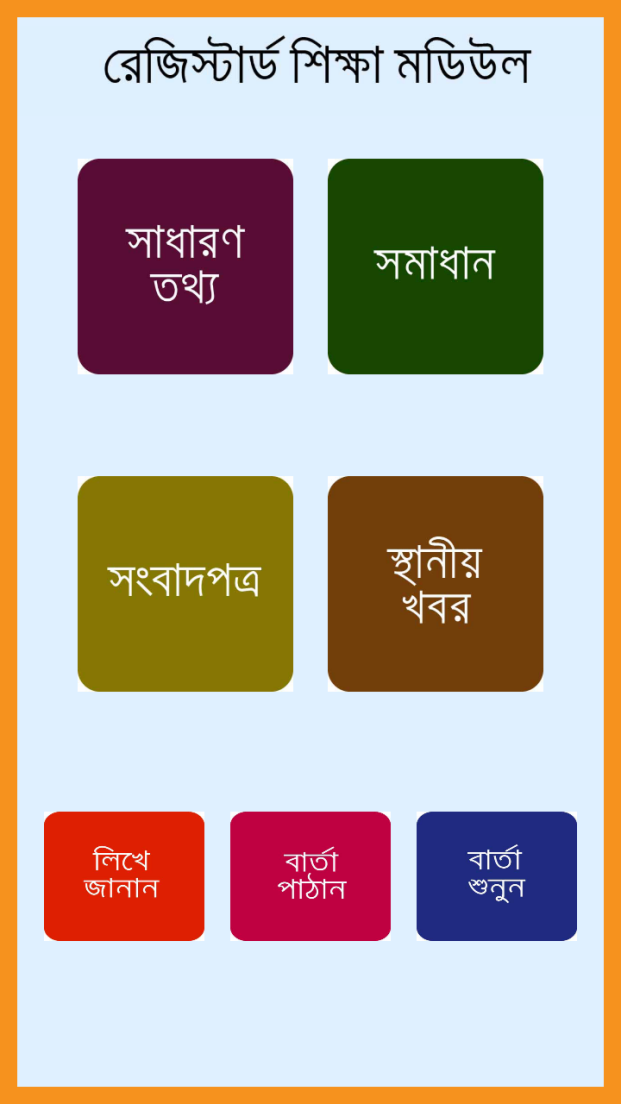 রেজিস্টার্ড শিক্ষা মডিউল
সাধারণ
তথ্য
সমাধান
সংবাদপত্র
স্থানীয়
খবর
লিখে
জানান
বার্তা
পাঠান
বার্তা
শুনুন